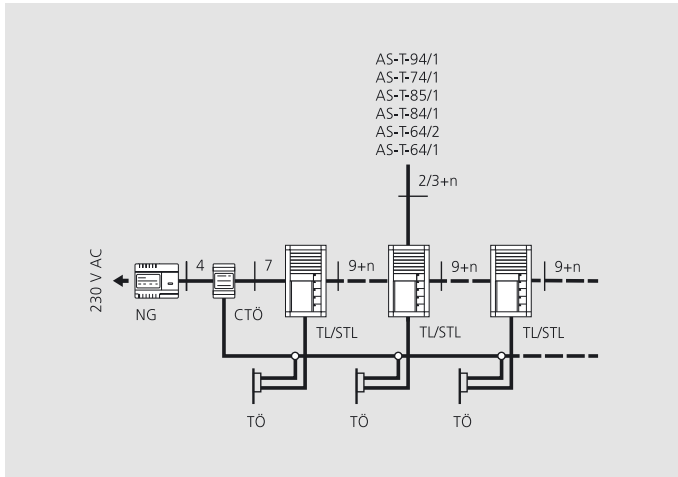 AS-T-94/1
AS-T-74/1
AS-T-85/1
AS-T-84/1
AS-T-64/2
AS-T-64/1
2/3+n
230 V AC
4
7
9+n
9+n
9+n
NG
CTÖ
TL/STL
TL/STL
TL/STL
TÖ
TÖ
TÖ